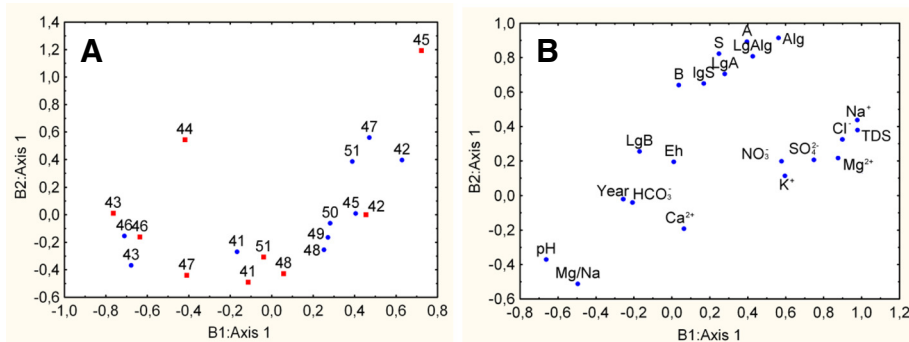 A
45
47
44
51
42
43
46
46
43
50
45
42
41
51
49
48
47
41
48
1,4
1,2
1,0
0,8
0,6
0,4
0,2
0,0
-0,2
-0,4
-0,6
-1,0 -0,8 -0,6 -0,4 -0,2 0,0 0,2 0,4 0,6 0,8
B1:Axis 1
B2:Axis 1
B
A
Alg
S
LgAlg
LgA
B
lgS
Na⁺
Cl⁻
TDS
LgB
Eh
NO₃⁻
SO₄²⁻
Mg²⁺
K⁺
Year
HCO₃⁻
Ca²⁺
pH
Mg/Na
1,0
0,8
0,6
0,4
0,2
0,0
-0,2
-0,4
-0,6
-0,8 -0,6 -0,4 -0,2 0,0 0,2 0,4 0,6 0,8 1,0 1,2
B1:Axis 1
B2:Axis 1